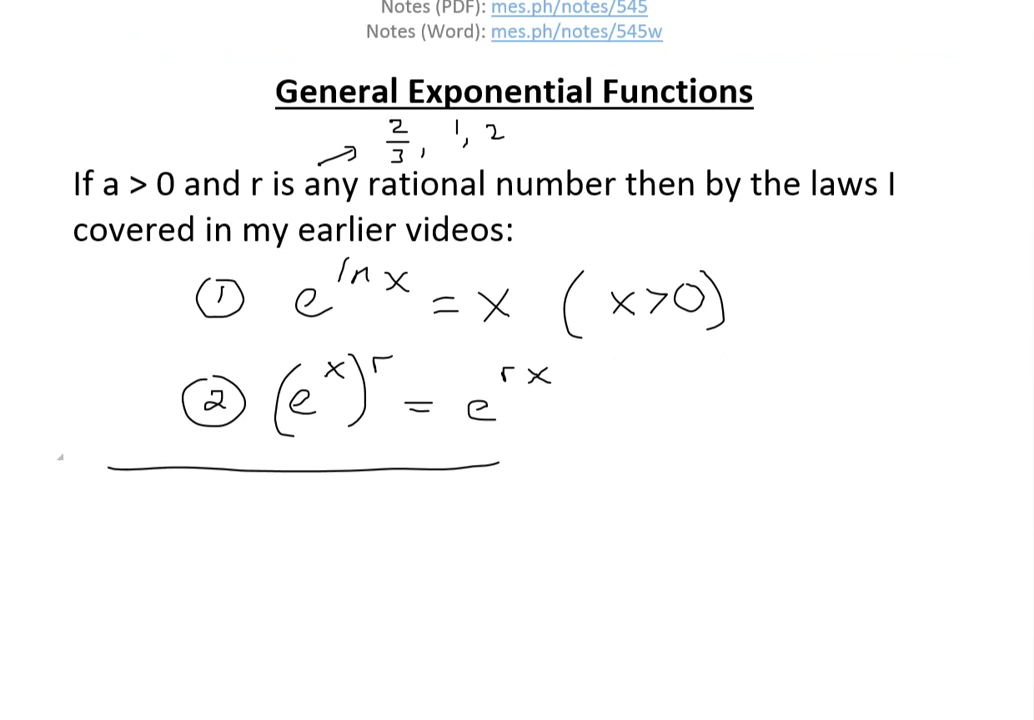 Notes (PDF): mes.ph/notes/545
Notes (Word): mes.ph/notes/545w
General Exponential Functions
→ 2/3, 1, 2
If a > 0 and r is any rational number then by the laws I
covered in my earlier videos:
① e^(ln x) = x (x>0)
② (e^x)^r = e^(rx)